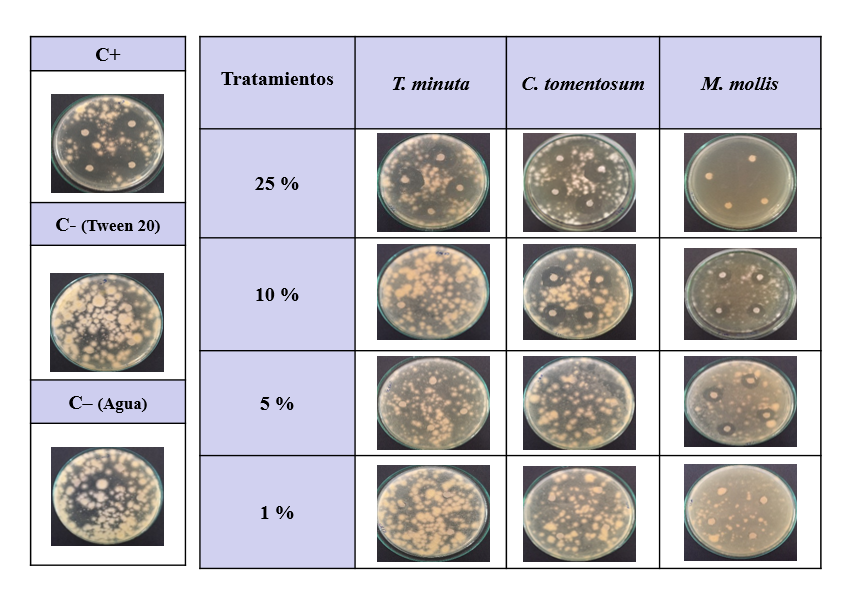 C+
C- (Tween 20)
C– (Agua)
Tratamientos
T. minuta
C. tomentosum
M. mollis
25 %
10 %
5 %
1 %